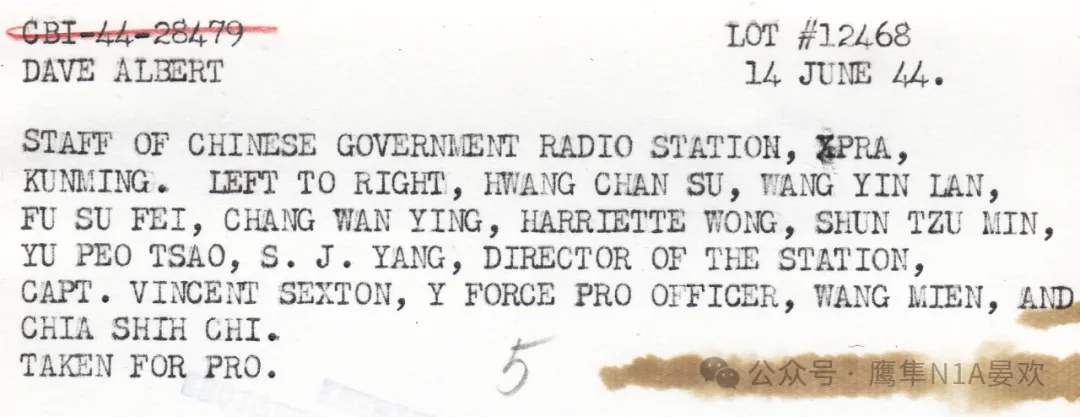 CBI-44-28479 LOT #12468
DAVE ALBERT 14 JUNE 44.
STAFF OF CHINESE GOVERNMENT RADIO STATION, XPRA,
KUNMING. LEFT TO RIGHT, HWANG CHAN SU, WANG YIN LAN,
FU SU FEI, CHANG WAN YING, HARRIETTE WONG, SHUN TZU MIN,
YU PEO TSAO, S. J. YANG, DIRECTOR OF THE STATION,
CAPT. VINCENT SEXTON, Y FORCE PRO OFFICER, WANG MIEN, AND
CHIA SHIH CHI.
TAKEN FOR PRO.
5
公众号 · 鹰隼N1A晏欢